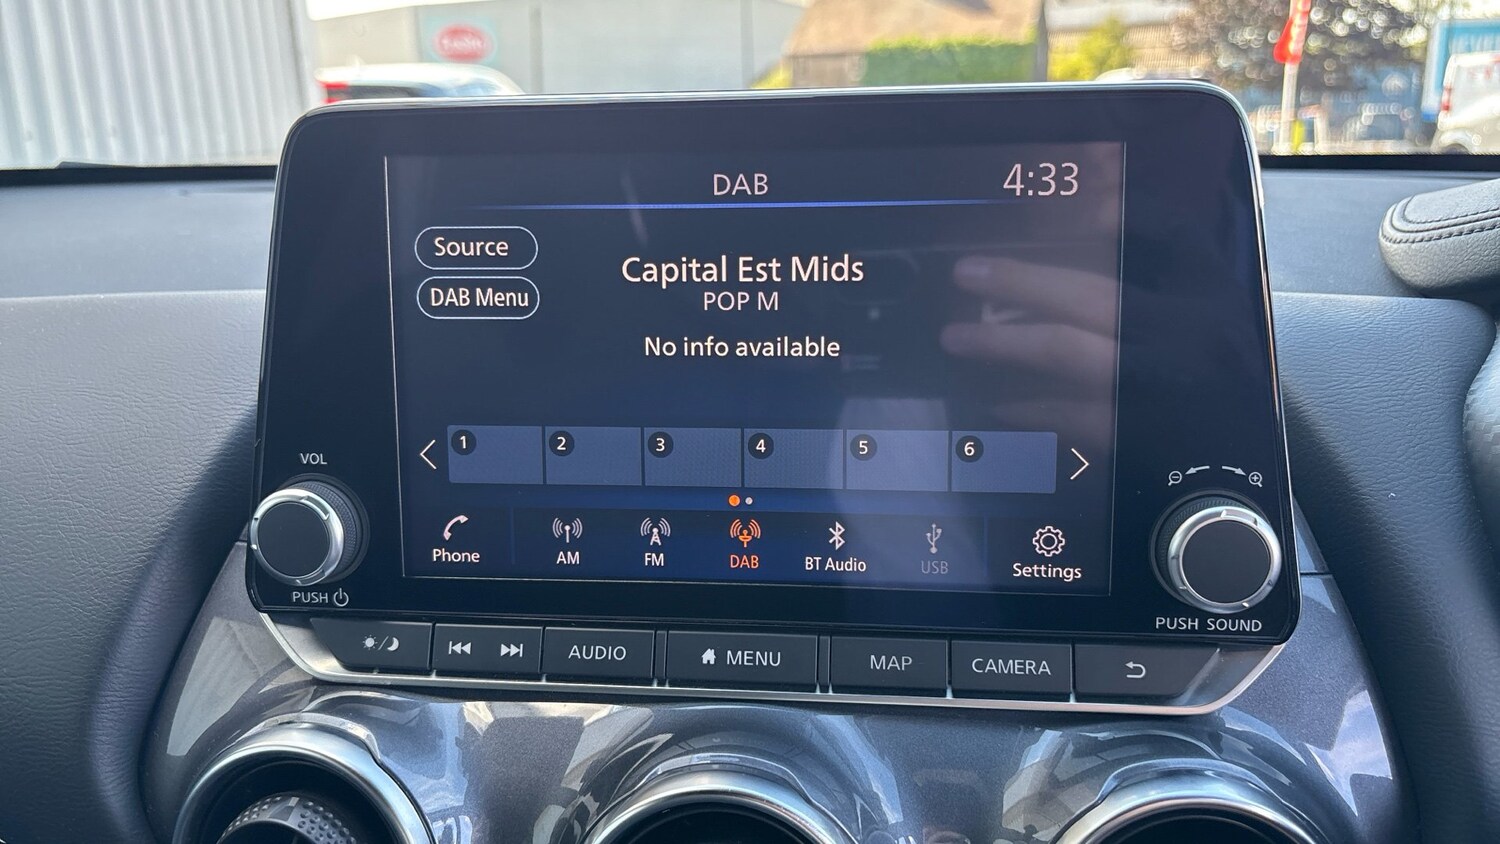 DAB
4:33
Source
DAB Menu
Capital Est Mids
POP M
No info available
1 2 3 4 5 6
Phone AM FM DAB BT Audio USB Settings
VOL
PUSH
PUSH SOUND
AUDIO MENU MAP CAMERA